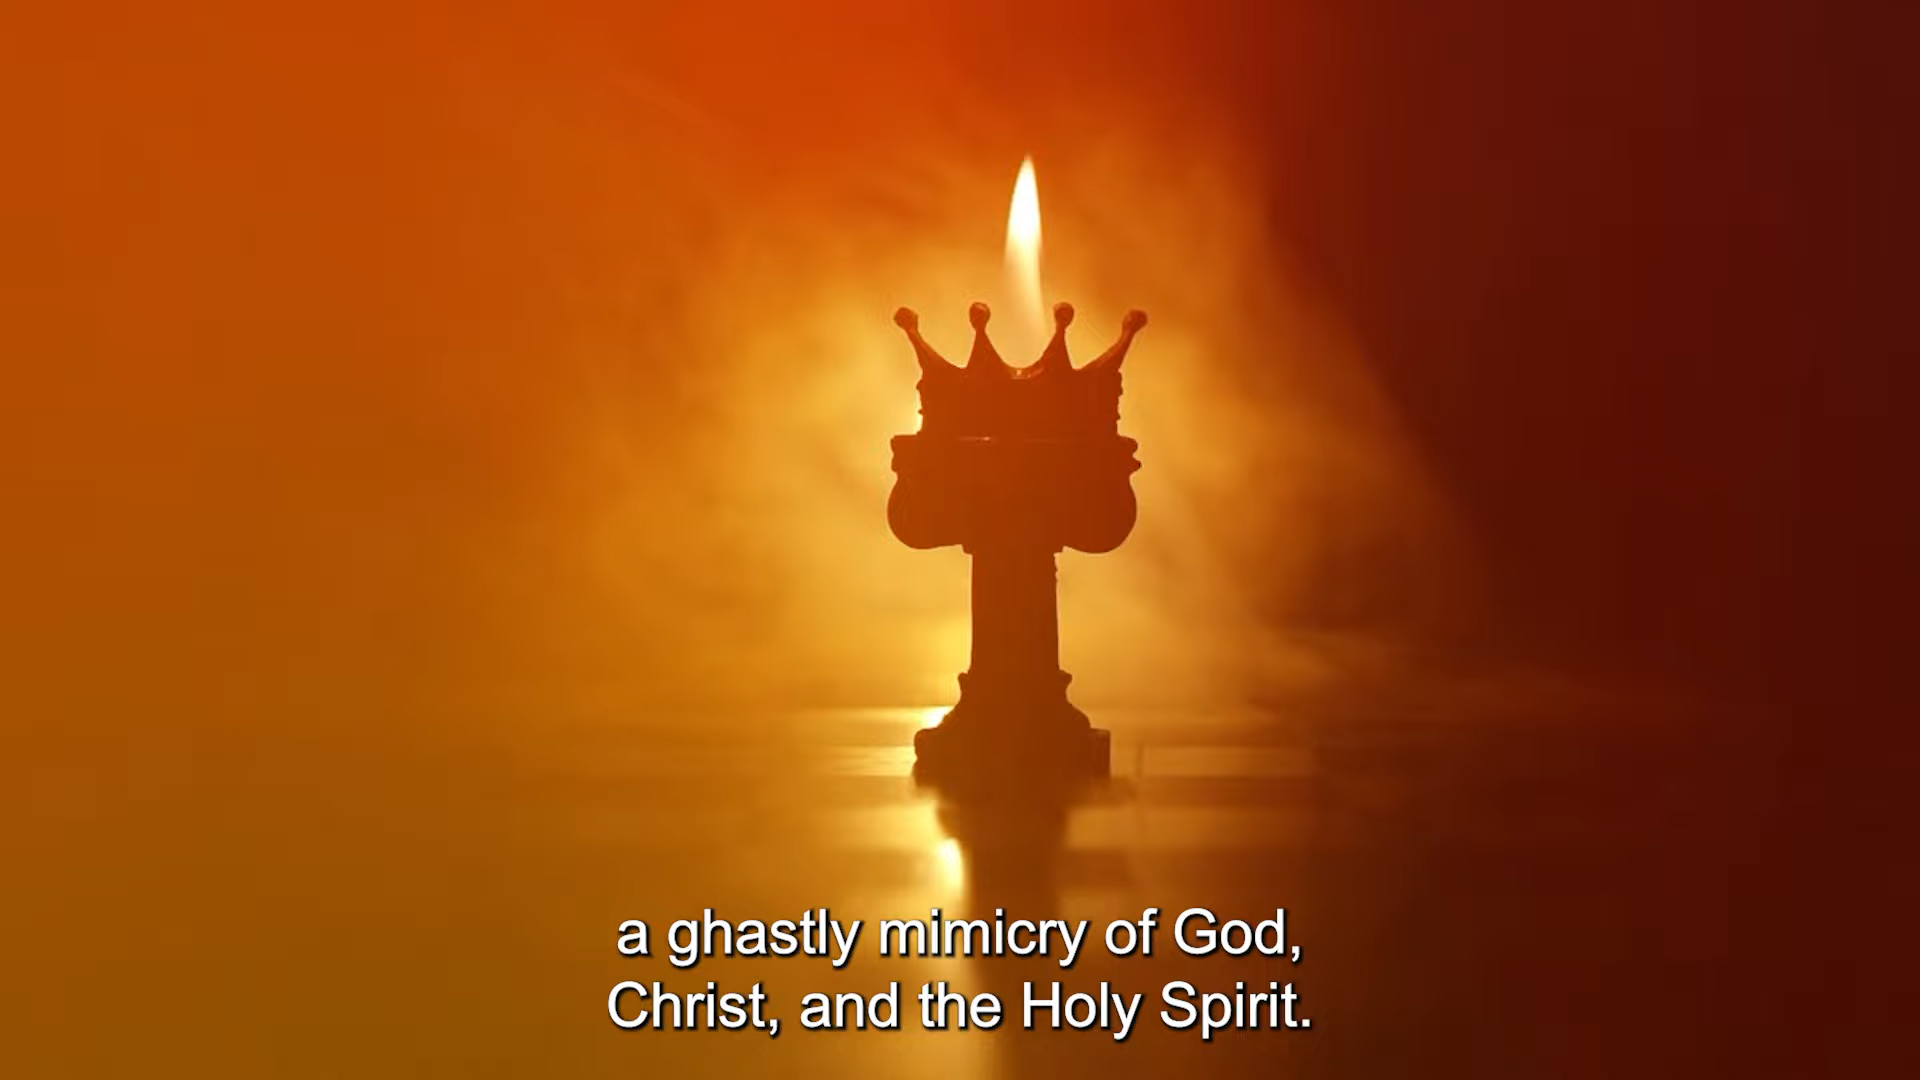 a ghastly mimicry of God,
Christ, and the Holy Spirit.